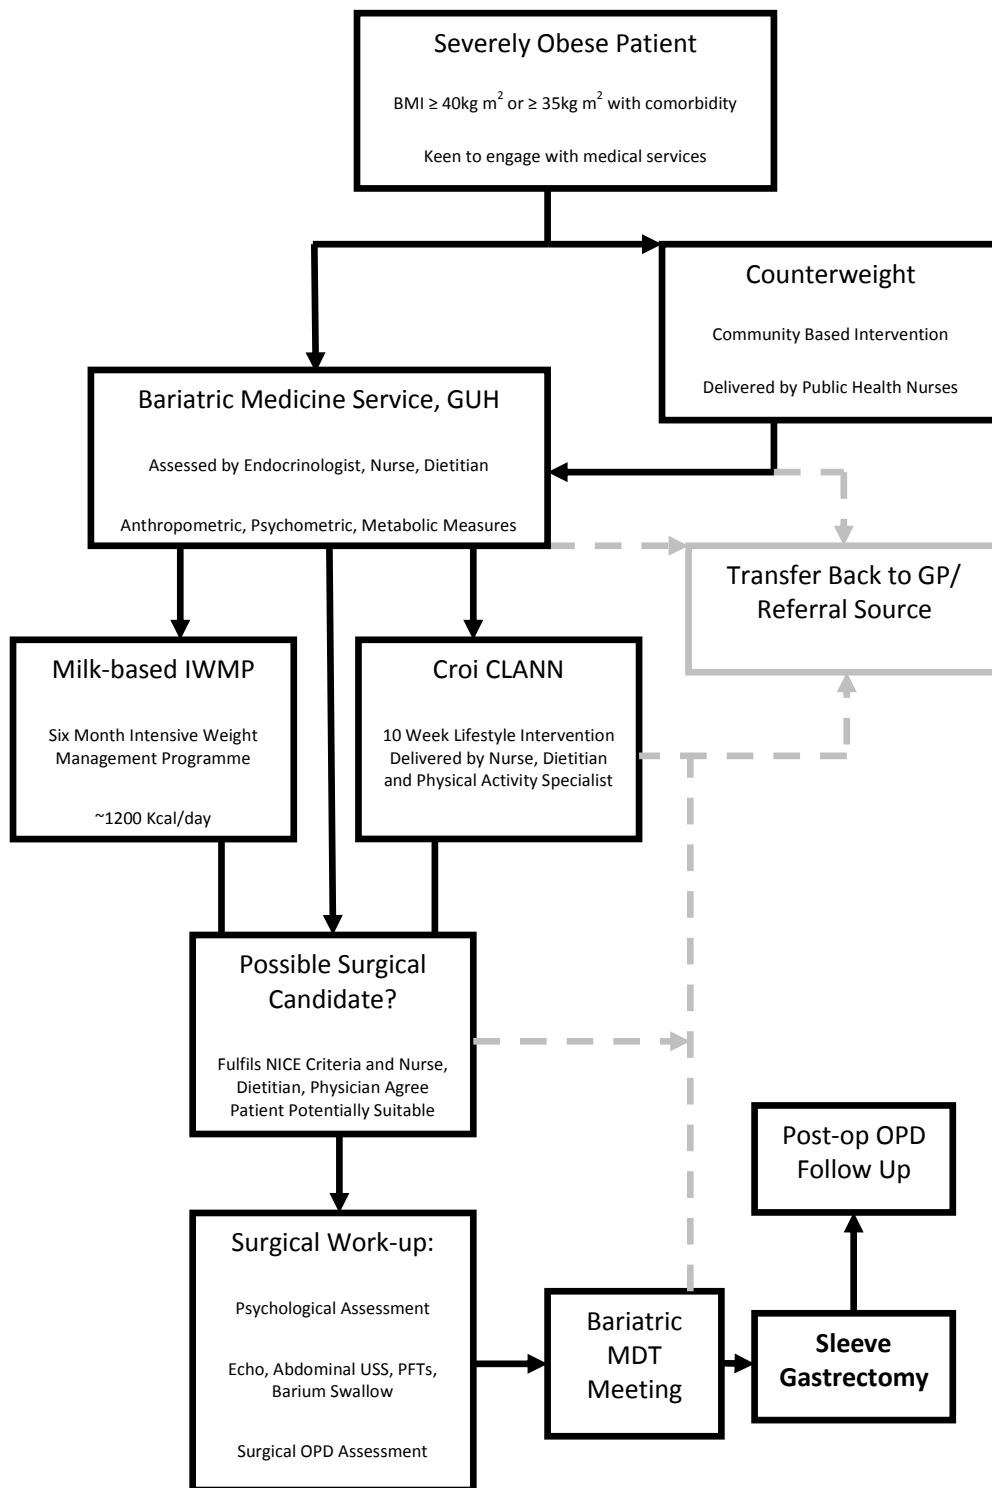 Severely Obese Patient
BMI ≥ 40kg m² or ≥ 35kg m² with comorbidity
Keen to engage with medical services
Counterweight
Community Based Intervention
Delivered by Public Health Nurses
Bariatric Medicine Service, GUH
Assessed by Endocrinologist, Nurse, Dietitian
Anthropometric, Psychometric, Metabolic Measures
Transfer Back to GP/
Referral Source
Milk-based IWMP
Six Month Intensive Weight
Management Programme
~1200 Kcal/day
Croi CLANN
10 Week Lifestyle Intervention
Delivered by Nurse, Dietitian
and Physical Activity Specialist
Possible Surgical
Candidate?
Fulfils NICE Criteria and Nurse,
Dietitian, Physician Agree
Patient Potentially Suitable
Surgical Work-up:
Psychological Assessment
Echo, Abdominal USS, PFTs,
Barium Swallow
Surgical OPD Assessment
Bariatric
MDT
Meeting
Sleeve
Gastrectomy
Post-op OPD
Follow Up